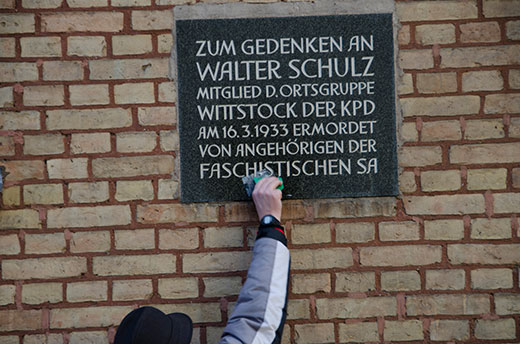 ZUM GEDENKEN AN
WALTER SCHULZ
MITGLIED D. ORTSGRUPPE
WITTSTOCK DER KPD
AM 16.3.1933 ERMORDET
VON ANGEHÖRIGEN DER
FASCHISTISCHEN SA